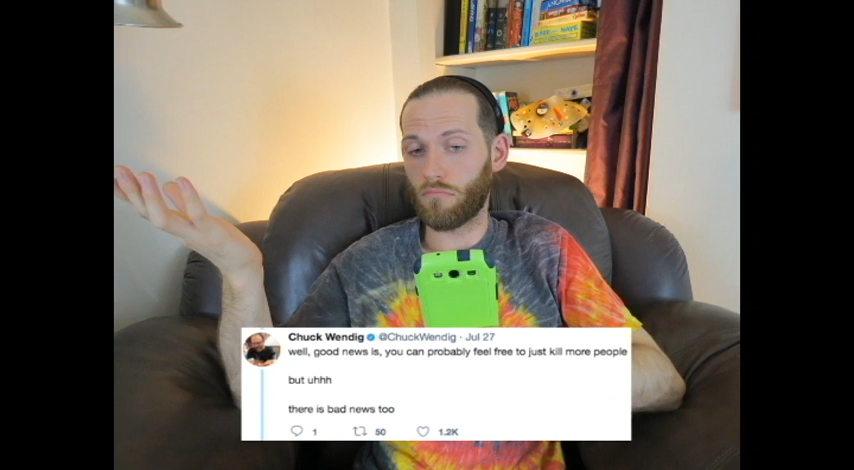 Chuck Wendig @ChuckWendig · Jul 27
well, good news is, you can probably feel free to just kill more people
but uhhh
there is bad news too
1 50 1.2K